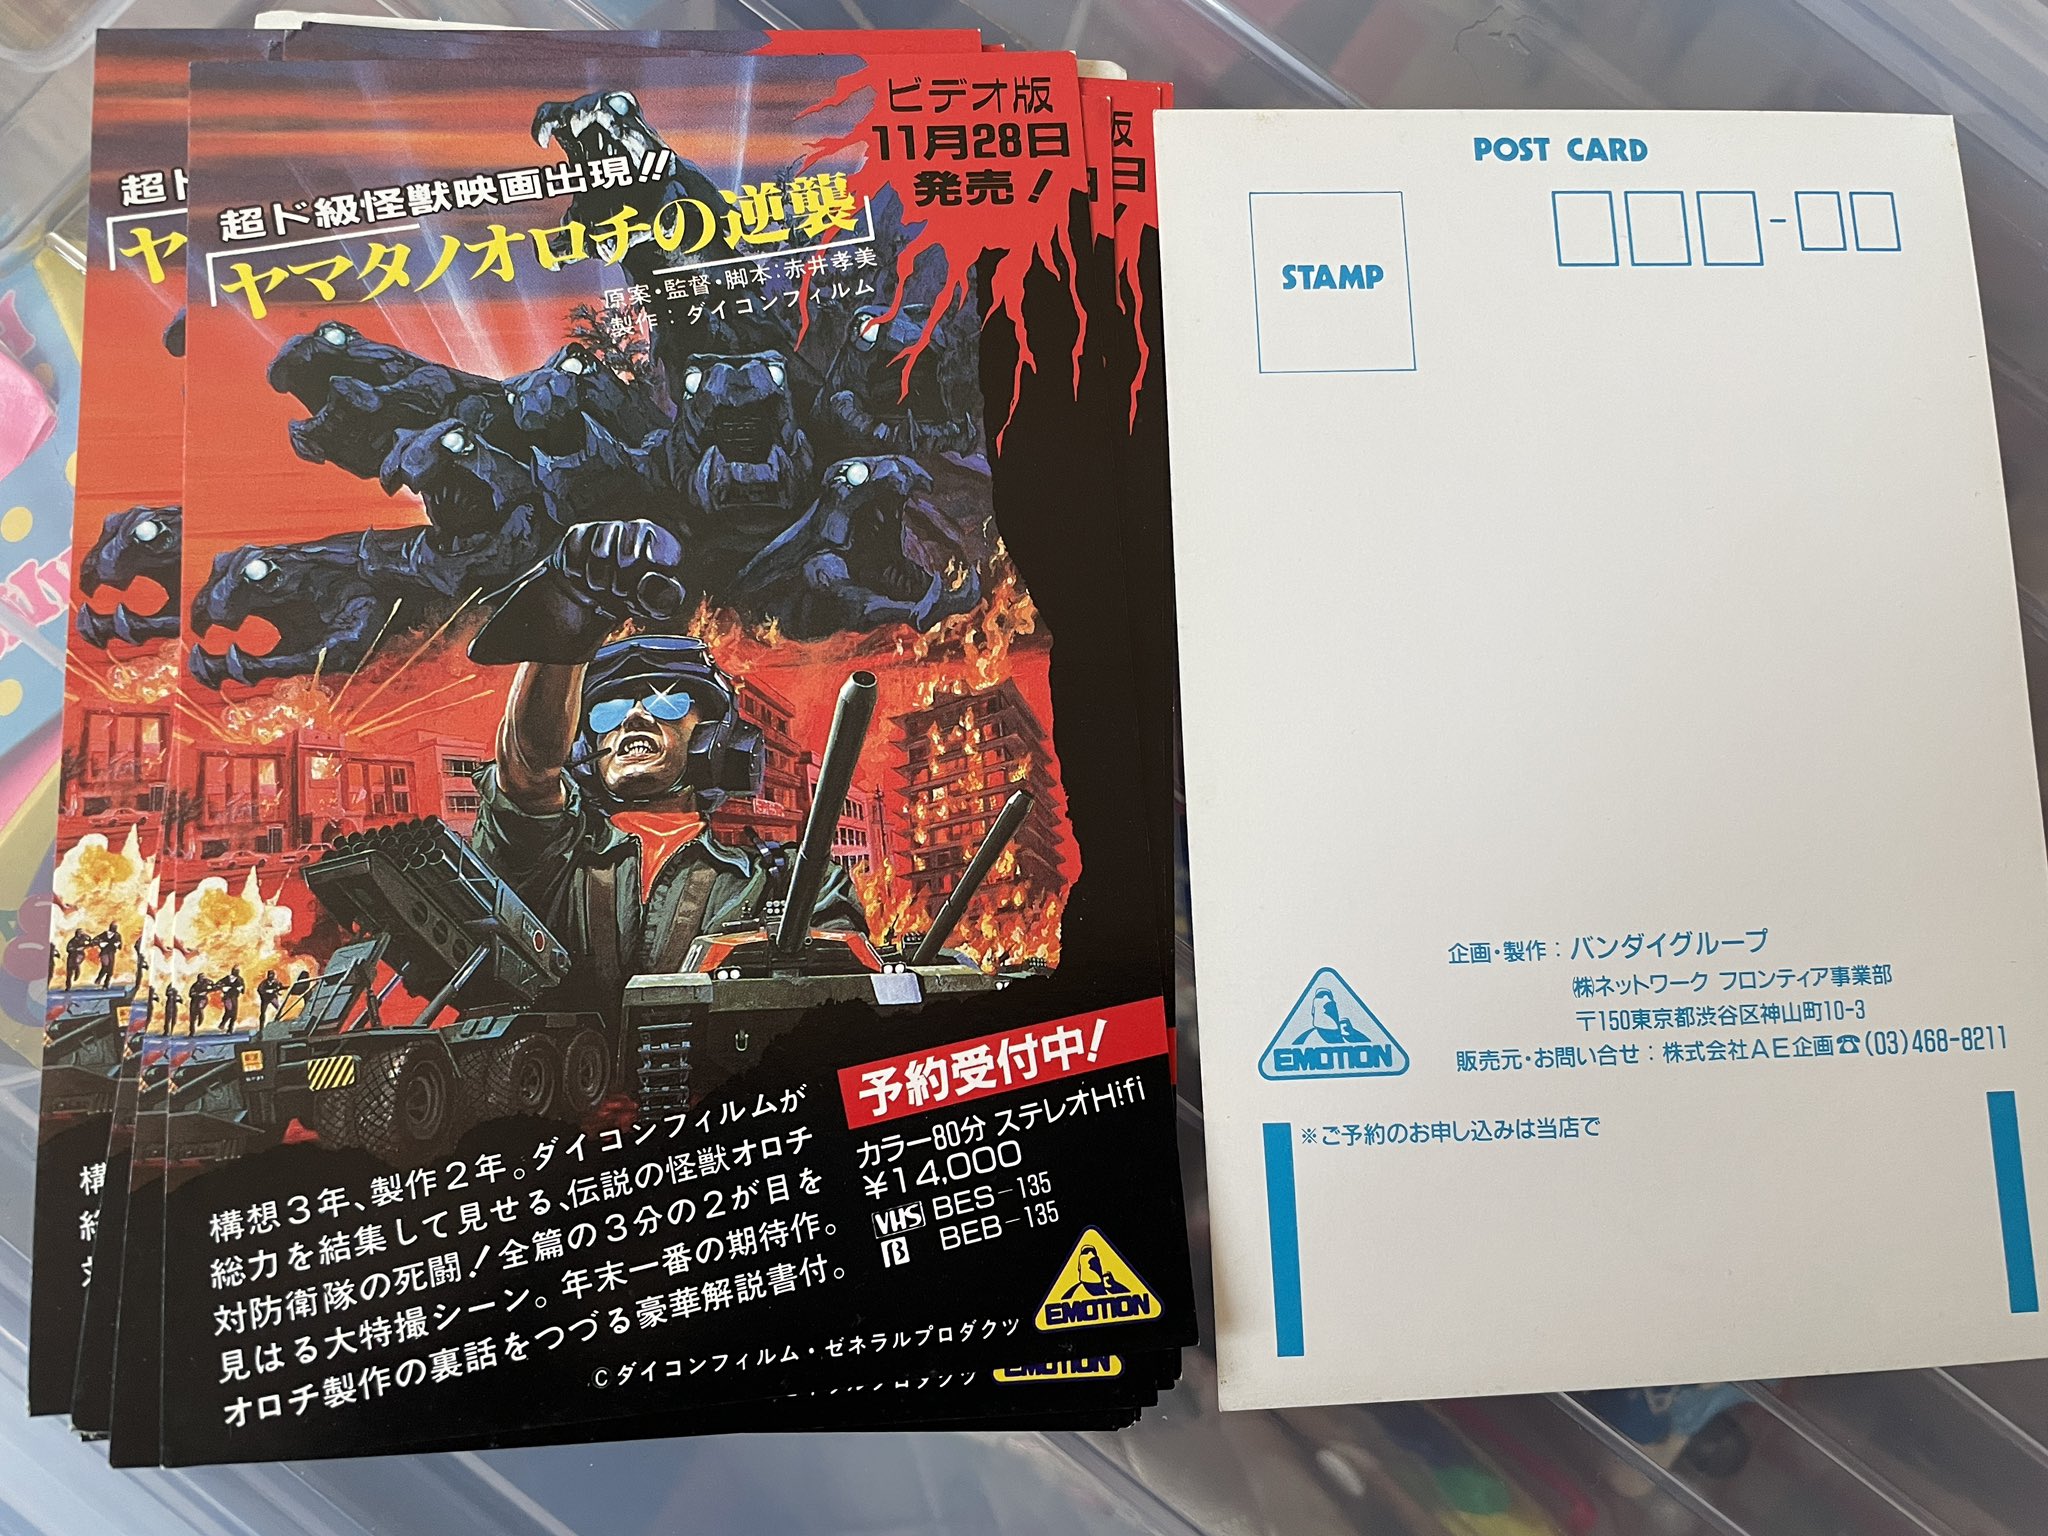 ビデオ版
11月28日
発売!
超ド級怪獣映画出現!!
ヤマタノオロチの逆襲
原案・監督・脚本:赤井孝美
製作:ダイコンフィルム
予約受付中!
カラー80分 ステレオHifi
¥14,000
VHS BES-135
β BEB-135
構想3年、製作2年。ダイコンフィルムが
総力を結集して見せる、伝説の怪獣オロチ
対防衛隊の死闘!全篇の3分の2が目を
見はる大特撮シーン。年末一番の期待作。
オロチ製作の裏話をつづる豪華解説書付。
©ダイコンフィルム・ゼネラルプロダクツ
EMOTION
超ド
ヤ
版
日
!
構
総
対
EMOTION
POST CARD
STAMP
企画・製作:バンダイグループ
㈱ネットワーク フロンティア事業部
〒150東京都渋谷区神山町10-3
販売元・お問い合せ:株式会社AE企画☎(03)468-8211
EMOTION
※ご予約のお申し込みは当店で